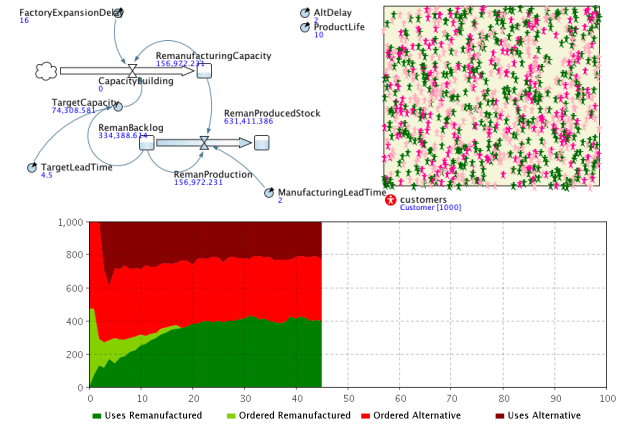 FactoryExpansionDelay
16
AltDelay
2
ProductLife
10
RemanufacturingCapacity
156,972.231
CapacityBuilding
0
TargetCapacity
74,308.581
RemanProducedStock
631,411.386
RemanBacklog
334,388.614
TargetLeadTime
4.5
RemanProduction
156,972.231
ManufacturingLeadTime
2
customers
Customer [1000]
1,000
800
600
400
200
0
0 10 20 30 40 50 60 70 80 90 100
Uses Remanufactured Ordered Remanufactured Ordered Alternative Uses Alternative